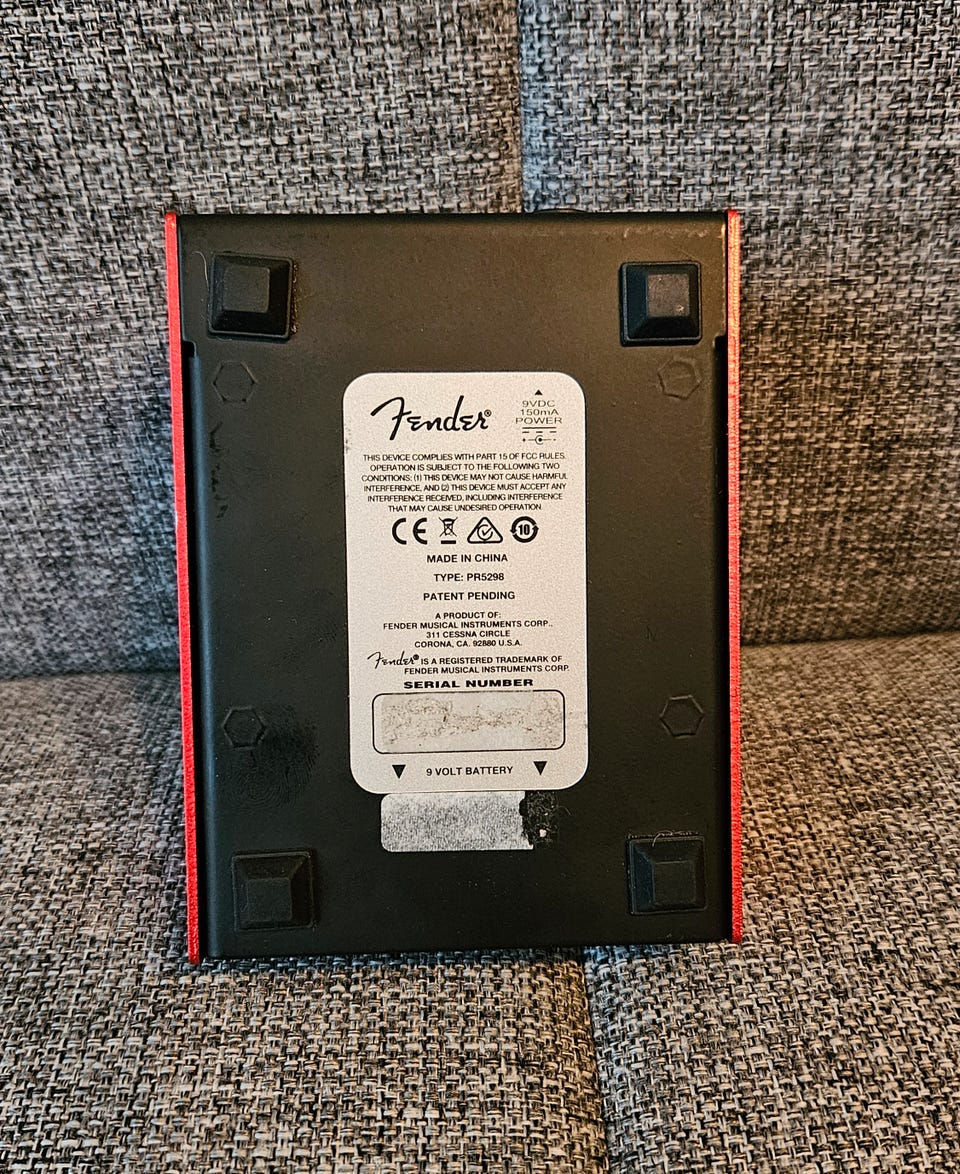 Fender®
9VDC
150mA
POWER
THIS DEVICE COMPLIES WITH PART 15 OF FCC RULES.
OPERATION IS SUBJECT TO THE FOLLOWING TWO
CONDITIONS: (1) THIS DEVICE MAY NOT CAUSE HARMFUL
INTERFERENCE, AND (2) THIS DEVICE MUST ACCEPT ANY
INTERFERENCE RECEIVED, INCLUDING INTERFERENCE
THAT MAY CAUSE UNDESIRED OPERATION.
CE 10
MADE IN CHINA
TYPE: PR5298
PATENT PENDING
A PRODUCT OF:
FENDER MUSICAL INSTRUMENTS CORP..
311 CESSNA CIRCLE
CORONA, CA. 92880 U.S.A.
Fender® IS A REGISTERED TRADEMARK OF
FENDER MUSICAL INSTRUMENTS CORP.
SERIAL NUMBER
9 VOLT BATTERY